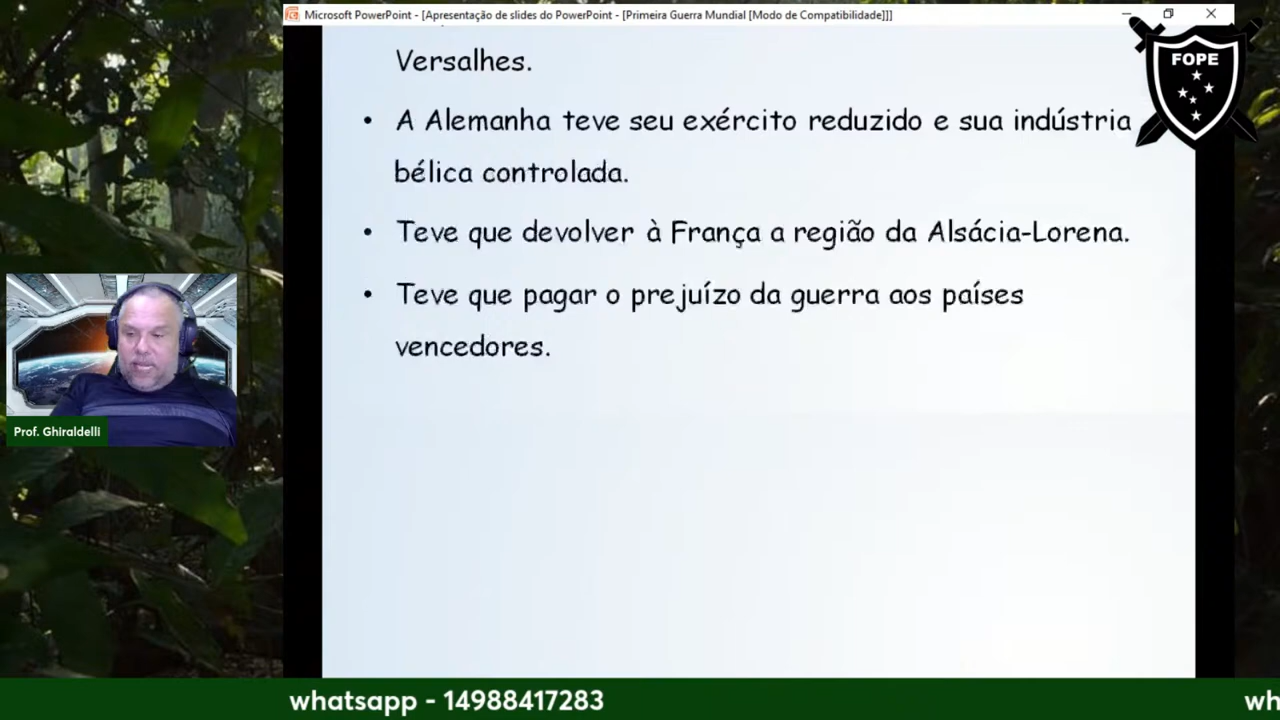 Microsoft PowerPoint - [Apresentação de slides do PowerPoint - [Primeira Guerra Mundial [Modo de Compatibilidade]]]
FOPE
Versalhes.
• A Alemanha teve seu exército reduzido e sua indústria
bélica controlada.
• Teve que devolver à França a região da Alsácia-Lorena.
• Teve que pagar o prejuízo da guerra aos países
vencedores.
Prof. Ghiraldelli
whatsapp - 14988417283
wh